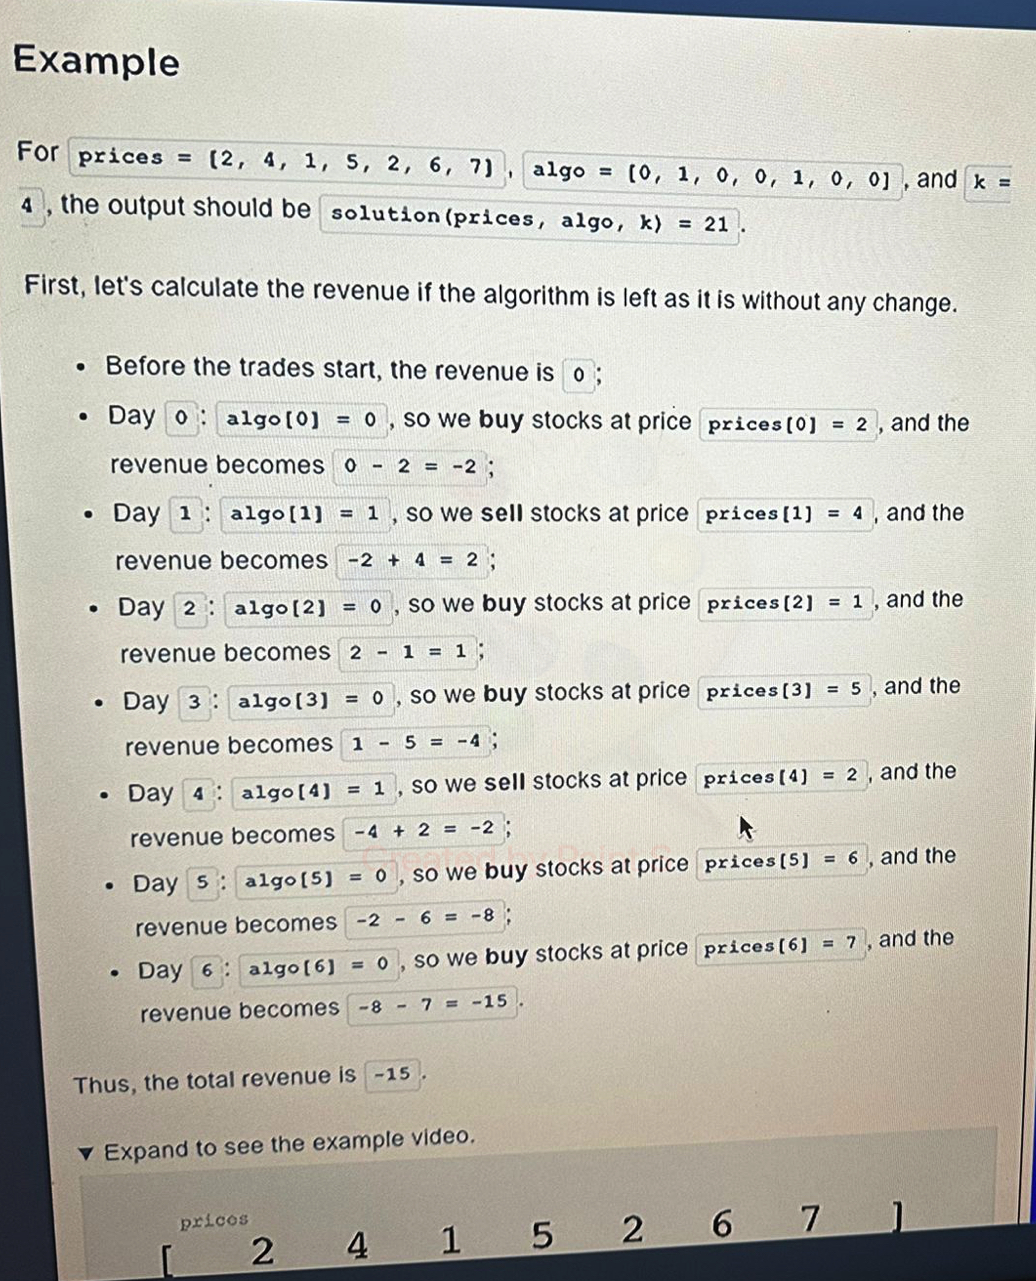 Example
For prices = [2, 4, 1, 5, 2, 6, 7], algo = [0, 1, 0, 0, 1, 0, 0], and k =
4, the output should be solution(prices, algo, k) = 21.
First, let's calculate the revenue if the algorithm is left as it is without any change.
• Before the trades start, the revenue is 0;
• Day 0: algo[0] = 0, so we buy stocks at price prices[0] = 2, and the
revenue becomes 0 - 2 = -2;
• Day 1: algo[1] = 1, so we sell stocks at price prices[1] = 4, and the
revenue becomes -2 + 4 = 2;
• Day 2: algo[2] = 0, so we buy stocks at price prices[2] = 1, and the
revenue becomes 2 - 1 = 1;
• Day 3: algo[3] = 0, so we buy stocks at price prices[3] = 5, and the
revenue becomes 1 - 5 = -4;
• Day 4: algo[4] = 1, so we sell stocks at price prices[4] = 2, and the
revenue becomes -4 + 2 = -2;
• Day 5: algo[5] = 0, so we buy stocks at price prices[5] = 6, and the
revenue becomes -2 - 6 = -8;
• Day 6: algo[6] = 0, so we buy stocks at price prices[6] = 7, and the
revenue becomes -8 - 7 = -15.
Thus, the total revenue is -15.
▼ Expand to see the example video.
prices
[ 2 4 1 5 2 6 7 ]